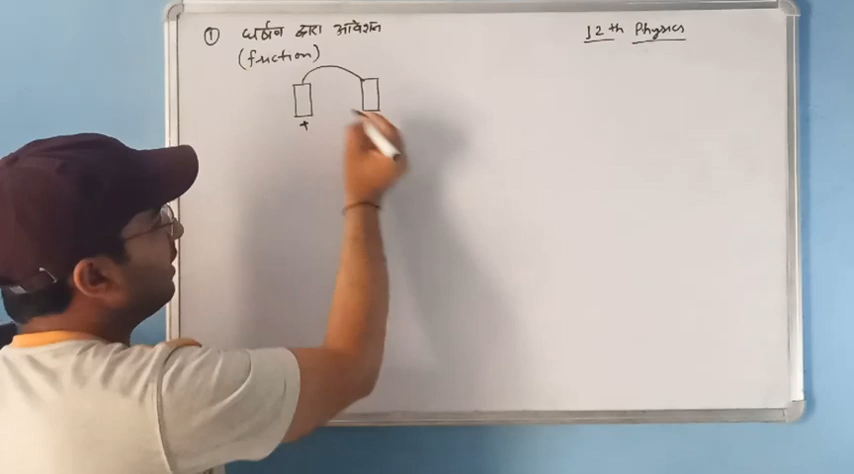 ① घर्षण द्वारा आवेशन
(friction)
12th Physics
+